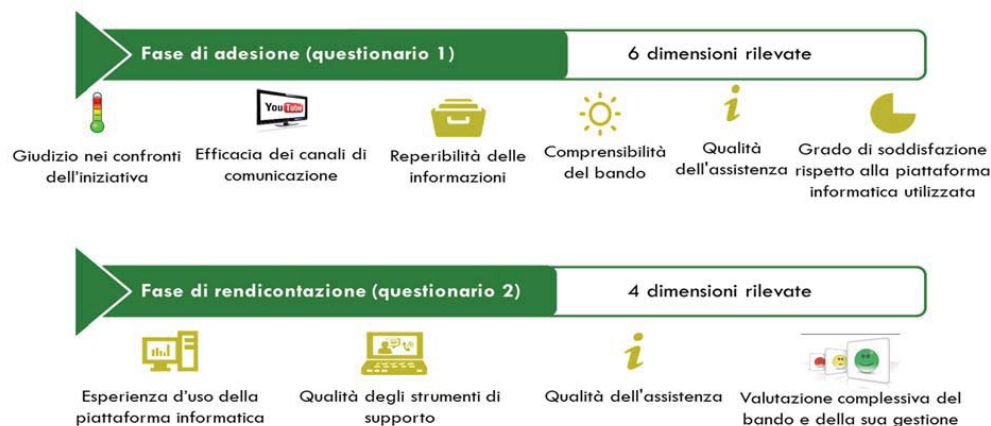 Fase di adesione (questionario 1)
6 dimensioni rilevate
YouTube
Giudizio nei confronti
dell'iniziativa
Efficacia dei canali di
comunicazione
Reperibilità delle
informazioni
Comprensibilità
del bando
Qualità
dell'assistenza
Grado di soddisfazione
rispetto alla piattaforma
informatica utilizzata
Fase di rendicontazione (questionario 2)
4 dimensioni rilevate
Esperienza d'uso della
piattaforma informatica
Qualità degli strumenti di
supporto
Qualità dell'assistenza
Valutazione complessiva del
bando e della sua gestione